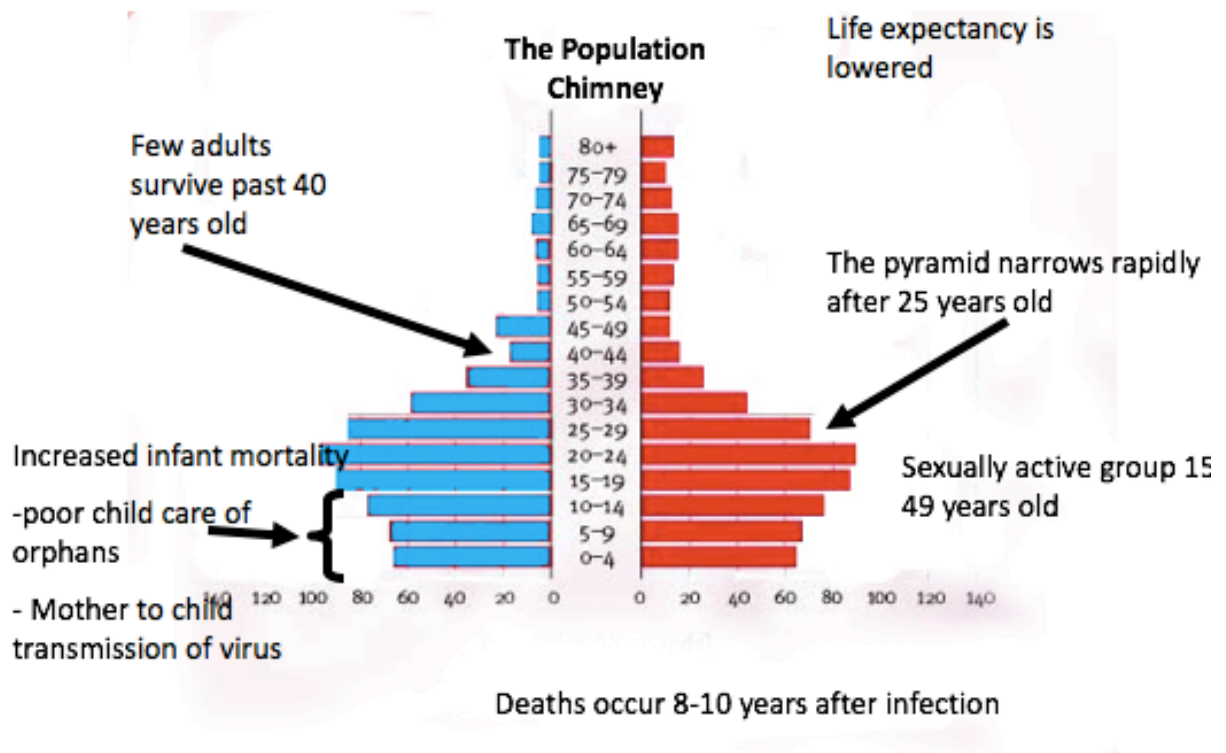 Life expectancy is
lowered
The Population
Chimney
Few adults
survive past 40
years old
80+
75–79
70–74
65–69
60–64
55–59
50–54
45–49
40–44
35–39
30–34
25–29
20–24
15–19
10–14
5–9
0–4
The pyramid narrows rapidly
after 25 years old
Sexually active group 15
49 years old
Increased infant mortality
-poor child care of
orphans
- Mother to child
transmission of virus
140 120 100 80 60 40 20 0 0 20 40 60 80 100 120 140
Deaths occur 8-10 years after infection